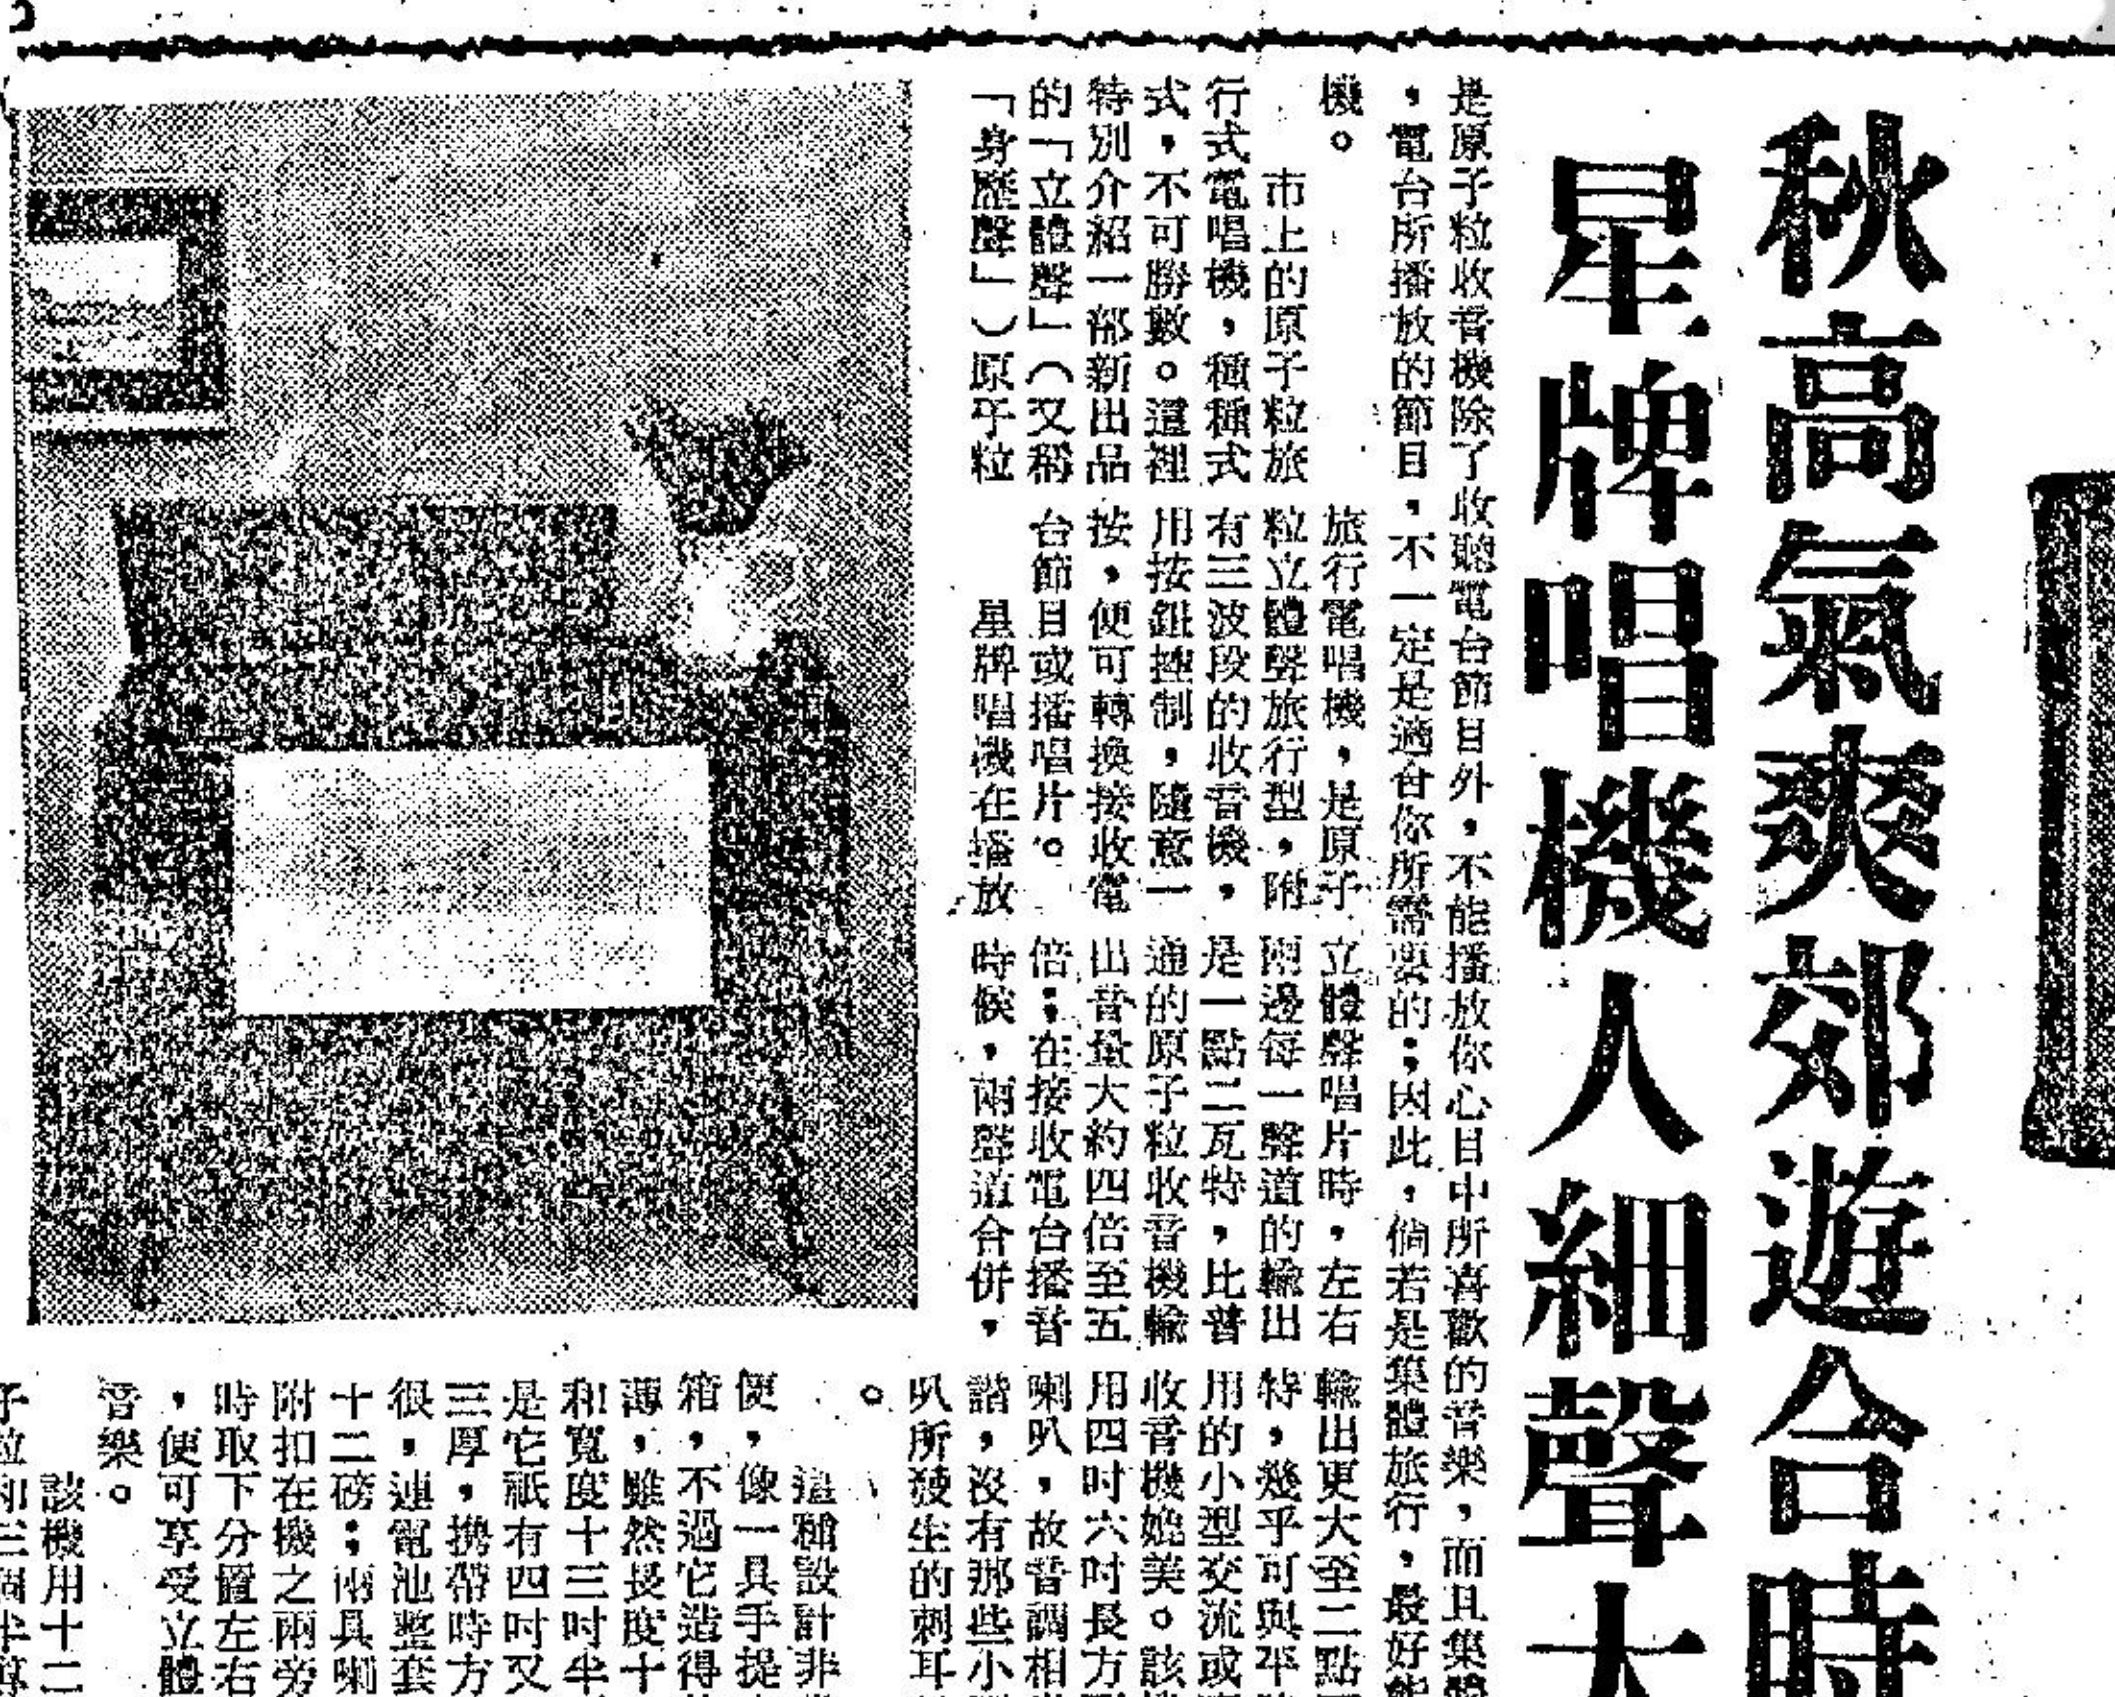 秋高氣爽郊遊合時
星牌唱機人細聲大
是原子粒收音機除了收聽電台節目外,不能播放你心目中所喜歡的音樂,而且集體
,電台所播放的節目,不一定是適合你所需要的;因此,倘若是集體旅行,最好能
機。
市上的原子粒旅
行式電唱機,種種式
式,不可勝數。這裡
特別介紹一部新出品
的「立體聲」(又稱
「身歷聲」)原子粒
旅行電唱機,是原子
粒立體聲旅行型,附
有三波段的收音機,
用按鈕控制,隨意一
按,便可轉換接收電
台節目或播唱片。
星牌唱機在播放
立體聲唱片時,左右
兩邊每一聲道的輸出
是一點二瓦特,比普
通的原子粒收音機輸
出音量大約四倍至五
倍;在接收電台播音
時候,兩聲道合併,
輸出更大至二點
特,幾乎可與平
用的小型交流或
收音機媲美。該
用四吋六吋長方
喇叭,故音調相
諧,沒有那些小
叭所發生的刺耳
。
這種設計非
便,像一具手提
箱,不過它造得
薄,雖然長度十
和寬度十三吋半
是它祇有四吋又
三厚,携帶時方
很,連電池整套
十二磅;兩具喇
附扣在機之兩旁
時取下分置左右
,便可享受立體
音樂。
該機用十二